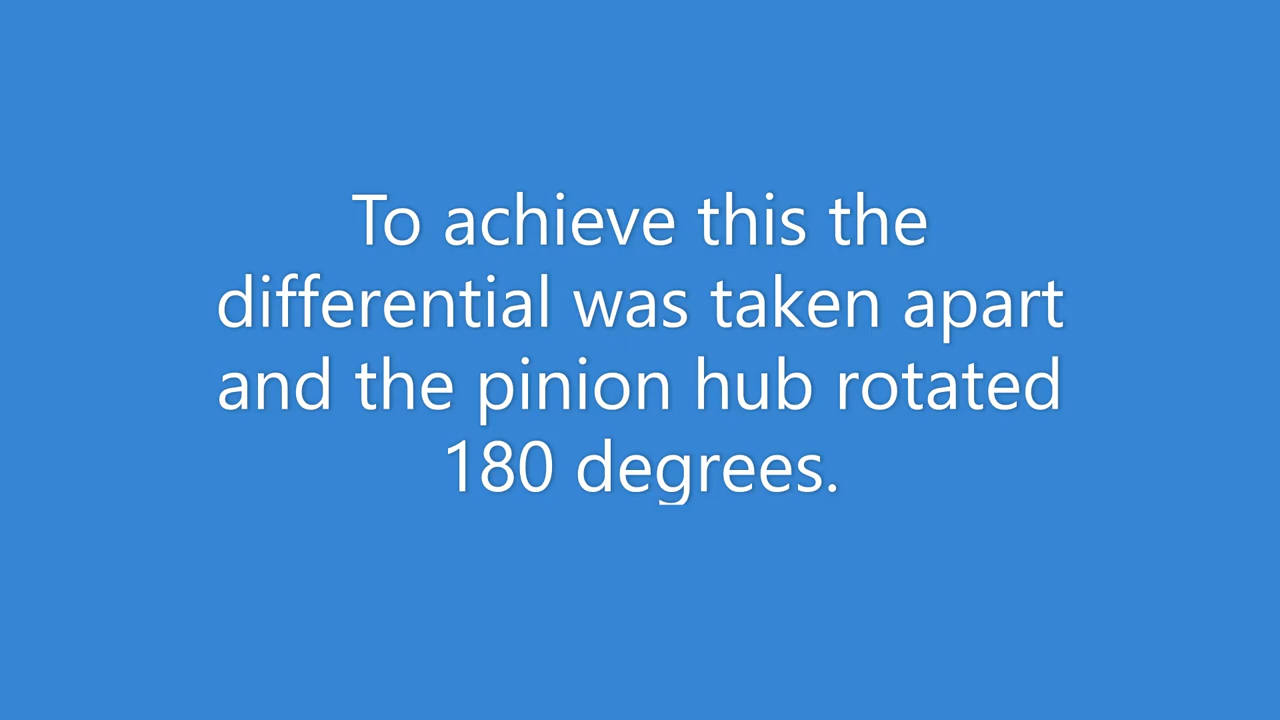 To achieve this the
differential was taken apart
and the pinion hub rotated
180 degrees.